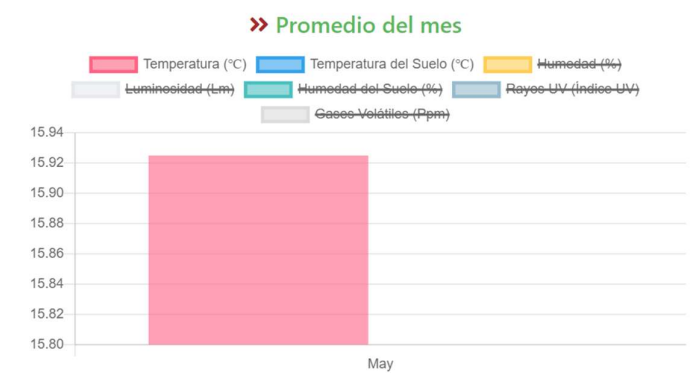 Promedio del mes
Temperatura (℃) Temperatura del Suelo (℃) Humedad (%)
Luminosidad (Lm) Humedad del Suelo (%) Rayos UV (Índice UV)
Gases Volátiles (Ppm)
15.94
15.92
15.90
15.88
15.86
15.84
15.82
15.80
May